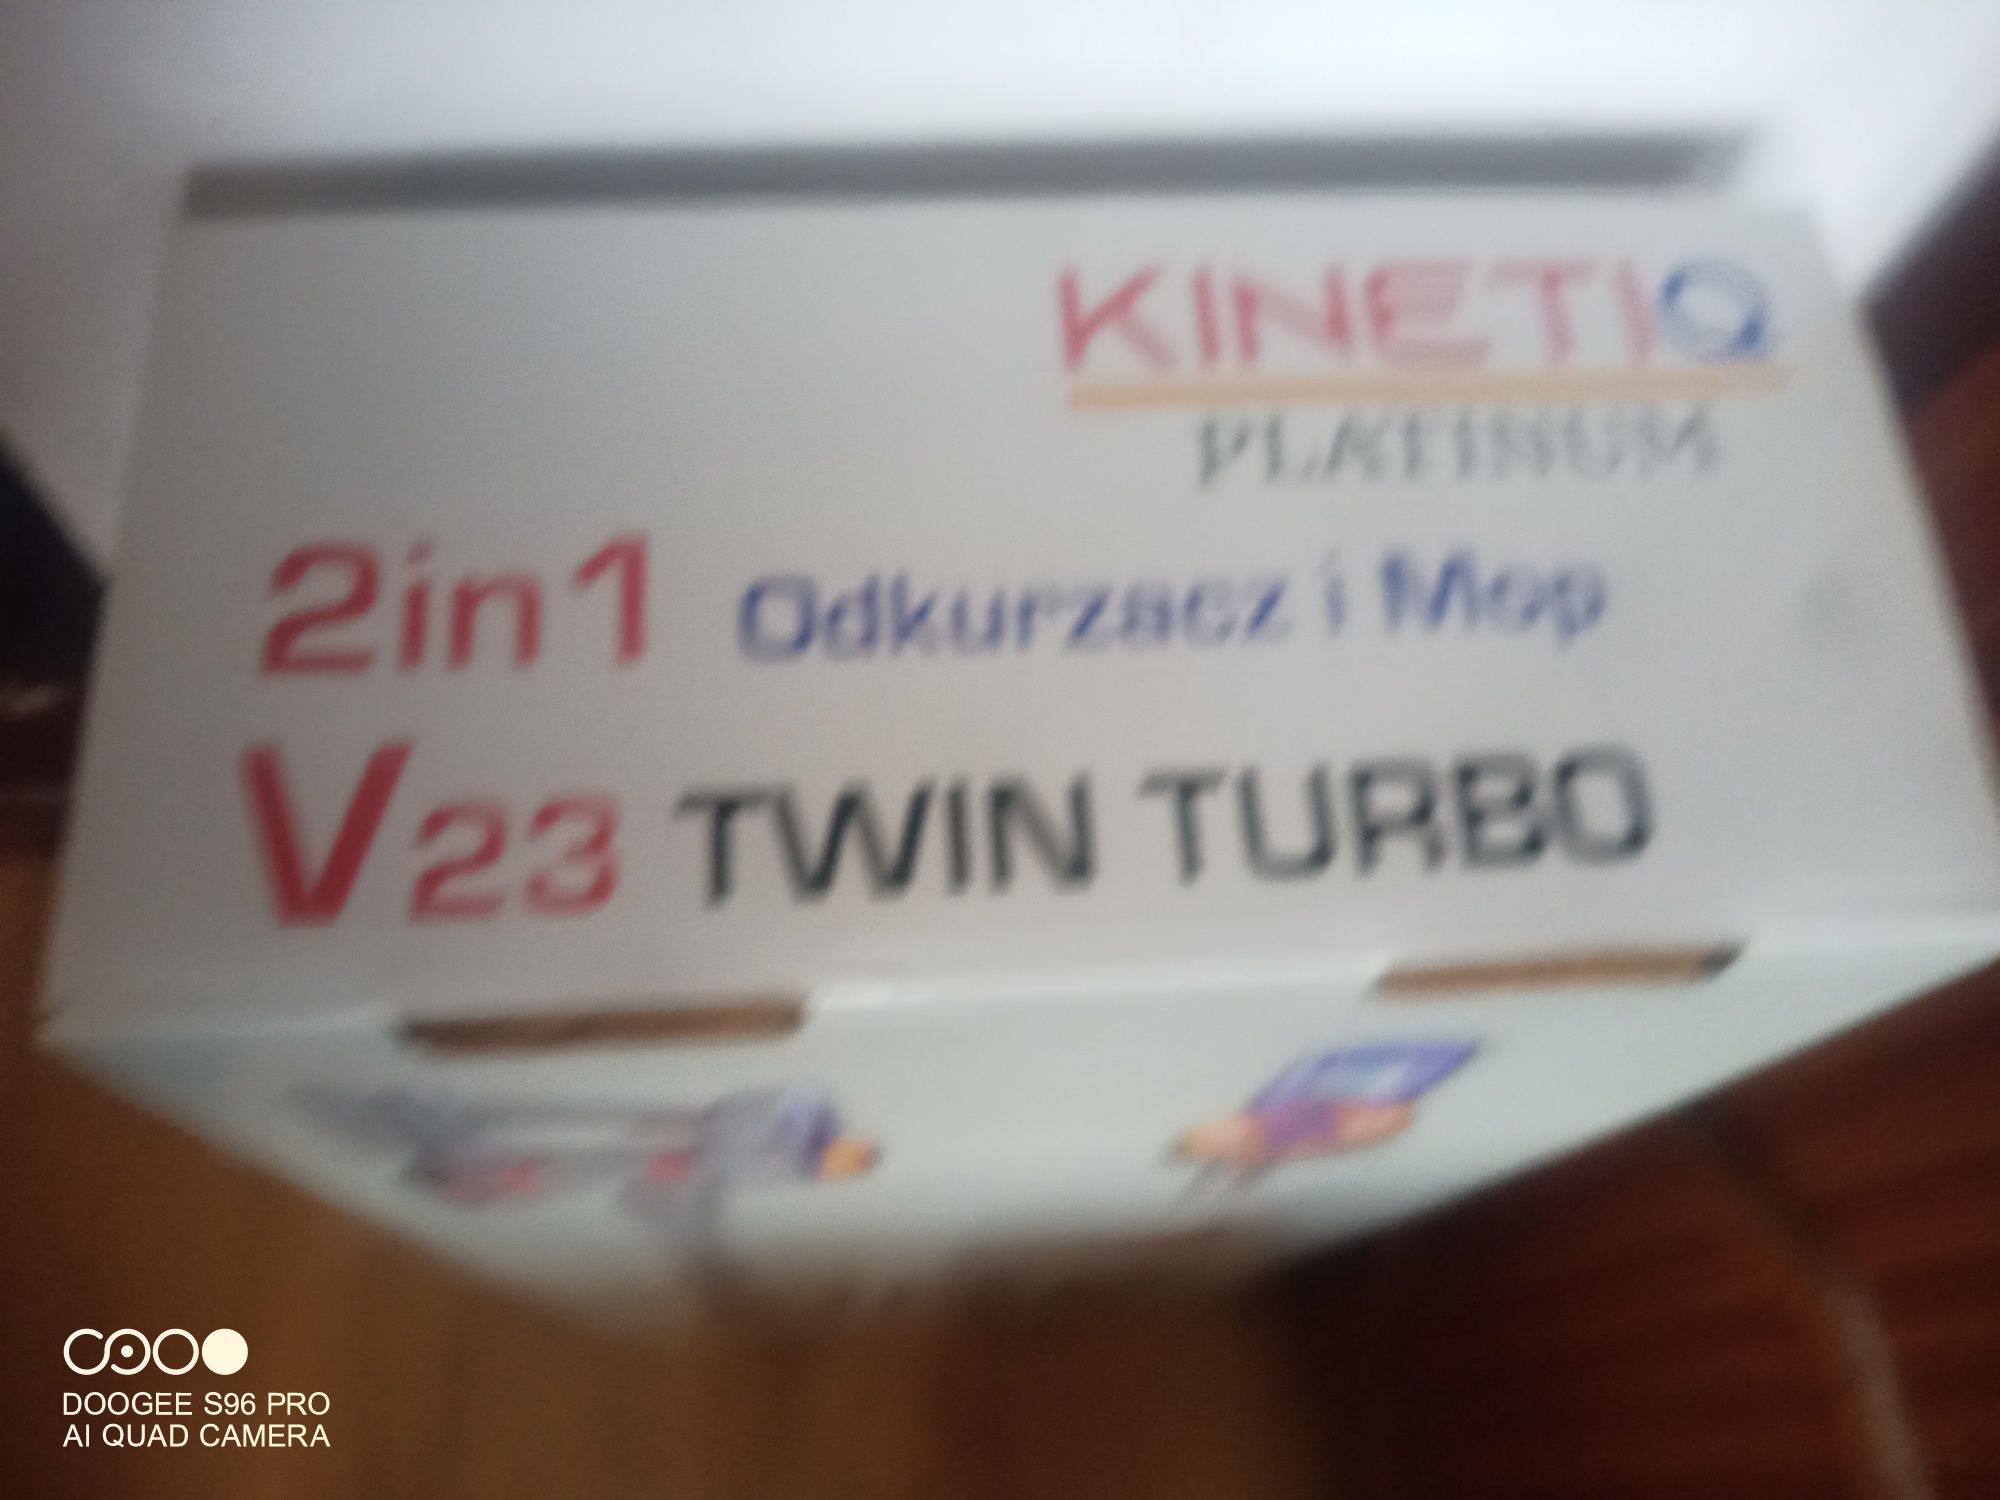 KINETIQ
PLATINUM
2in1 Odkurzacz i Mop
V23 TWIN TURBO
DOOGEE S96 PRO
AI QUAD CAMERA